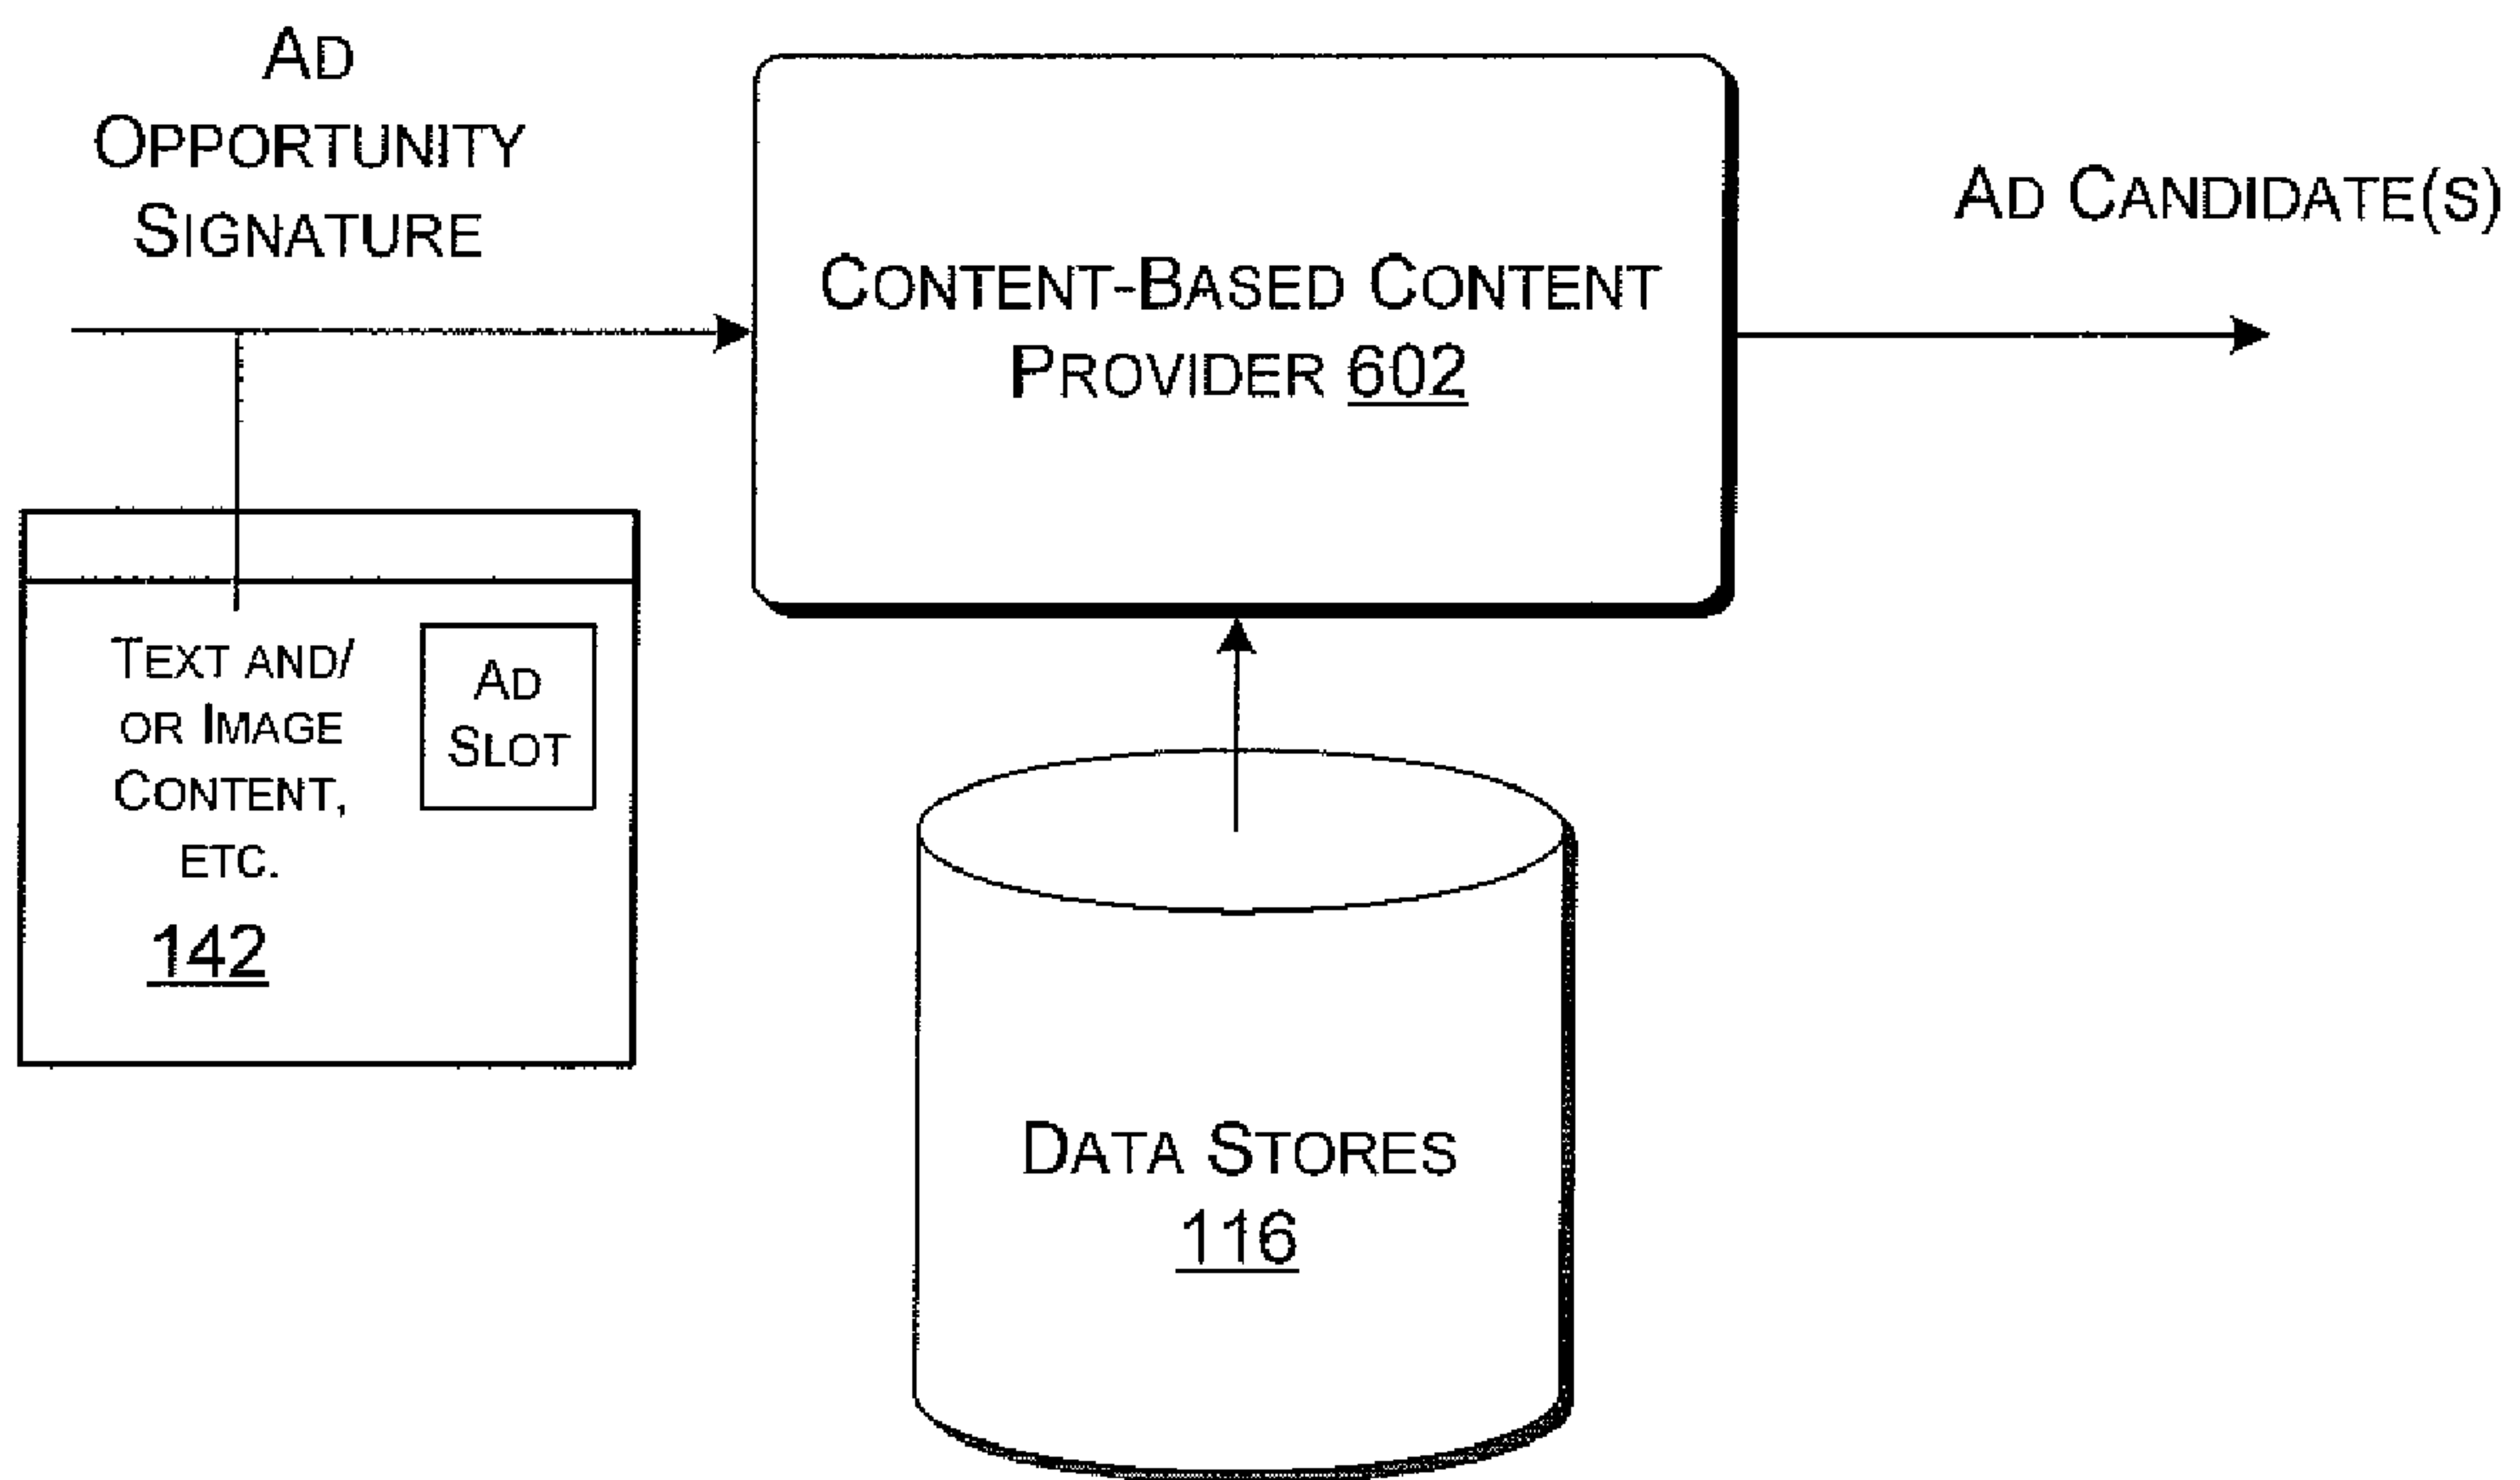 AD
OPPORTUNITY
SIGNATURE
CONTENT-BASED CONTENT
PROVIDER 602
AD CANDIDATE(S)
TEXT AND/
OR IMAGE
CONTENT,
ETC.
142
AD
SLOT
DATA STORES
116